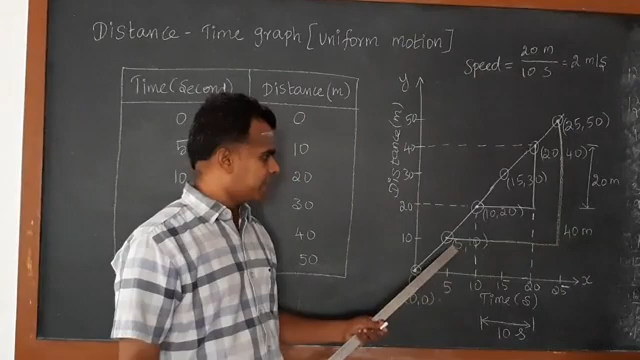 Distance - Time graph [uniform motion]
Speed = 20 m / 10 s = 2 m/s
Time (Second) Distance (m)
0 0
5 10
10 20
30
40
50
y
Distance (m)
50
40
30
20
10
(25, 50)
(20, 40)
(15, 30)
(10, 20)
20 m
40 m
5 10 15 20 25 x
Time (s)
10 s